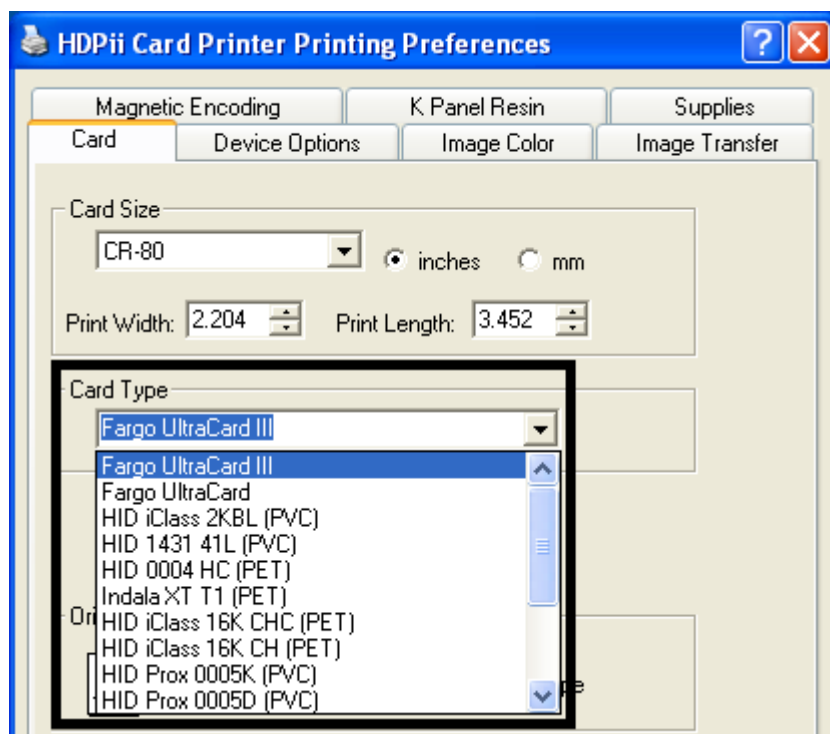 HDPii Card Printer Printing Preferences
Magnetic Encoding K Panel Resin Supplies
Card Device Options Image Color Image Transfer
Card Size
CR-80 inches mm
Print Width: 2.204 Print Length: 3.452
Card Type
Fargo UltraCard III
Fargo UltraCard III
Fargo UltraCard
HID iClass 2KBL (PVC)
HID 1431 41L (PVC)
HID 0004 HC (PET)
Indala XT T1 (PET)
HID iClass 16K CHC (PET)
HID iClass 16K CH (PET)
HID Prox 0005K (PVC)
HID Prox 0005D (PVC)